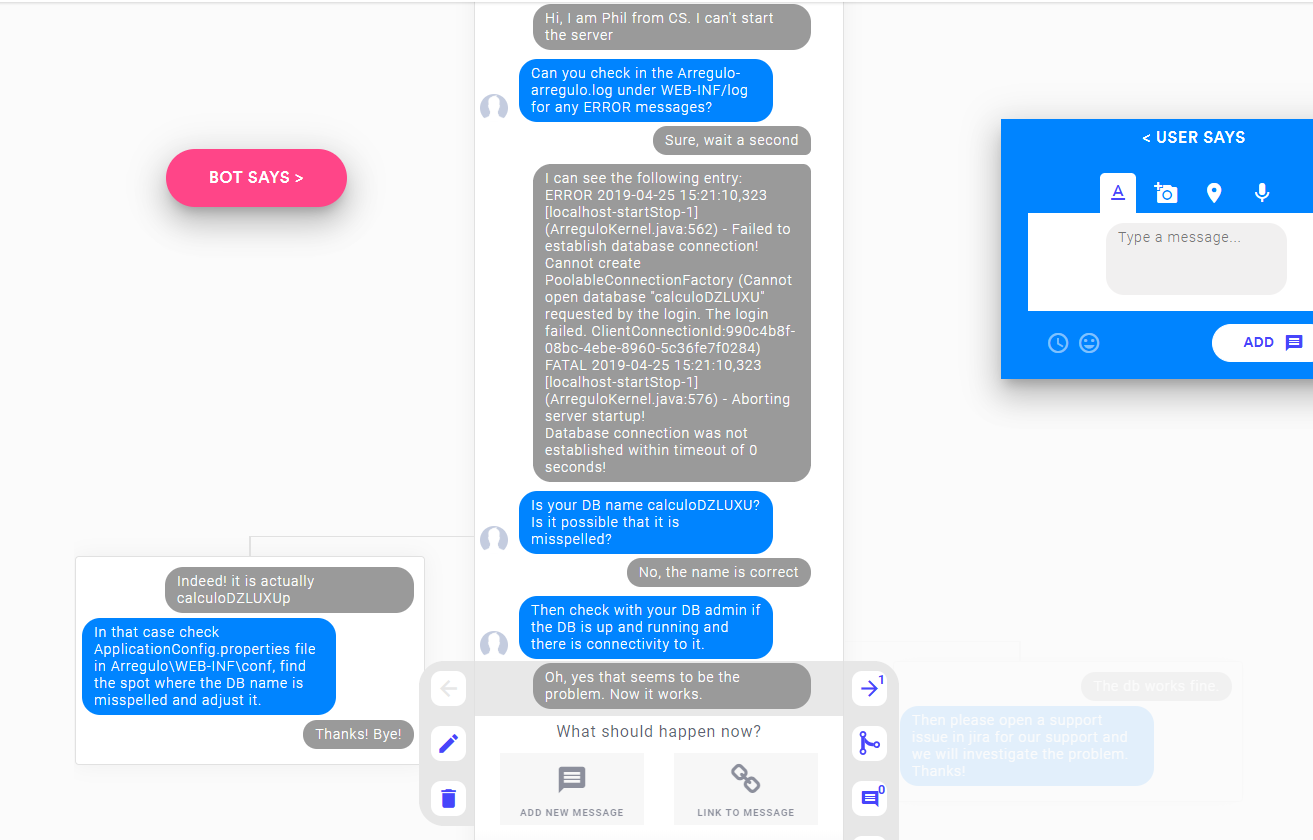 Hi, I am Phil from CS. I can't start
the server
Can you check in the Arregulo-
arregulo.log under WEB-INF/log
for any ERROR messages?
Sure, wait a second
I can see the following entry:
ERROR 2019-04-25 15:21:10,323
[localhost-startStop-1]
(ArreguloKernel.java:562) - Failed to
establish database connection!
Cannot create
PoolableConnectionFactory (Cannot
open database "calculoDZLUXU"
requested by the login. The login
failed. ClientConnectionId:990c4b8f-
08bc-4ebe-8960-5c36fe7f0284)
FATAL 2019-04-25 15:21:10,323
[localhost-startStop-1]
(ArreguloKernel.java:576) - Aborting
server startup!
Database connection was not
established within timeout of 0
seconds!
Is your DB name calculoDZLUXU?
Is it possible that it is
misspelled?
No, the name is correct
Then check with your DB admin if
the DB is up and running and
there is connectivity to it.
Oh, yes that seems to be the
problem. Now it works.
What should happen now?
ADD NEW MESSAGE
LINK TO MESSAGE
BOT SAYS >
Indeed! it is actually
calculoDZLUXUp
In that case check
ApplicationConfig.properties file
in Arregulo\WEB-INF\conf, find
the spot where the DB name is
misspelled and adjust it.
Thanks! Bye!
< USER SAYS
A
Type a message...
ADD
1
0
The db works fine
Then please open a support
issue in jira for our support and
we will investigate the problem.
Thanks!